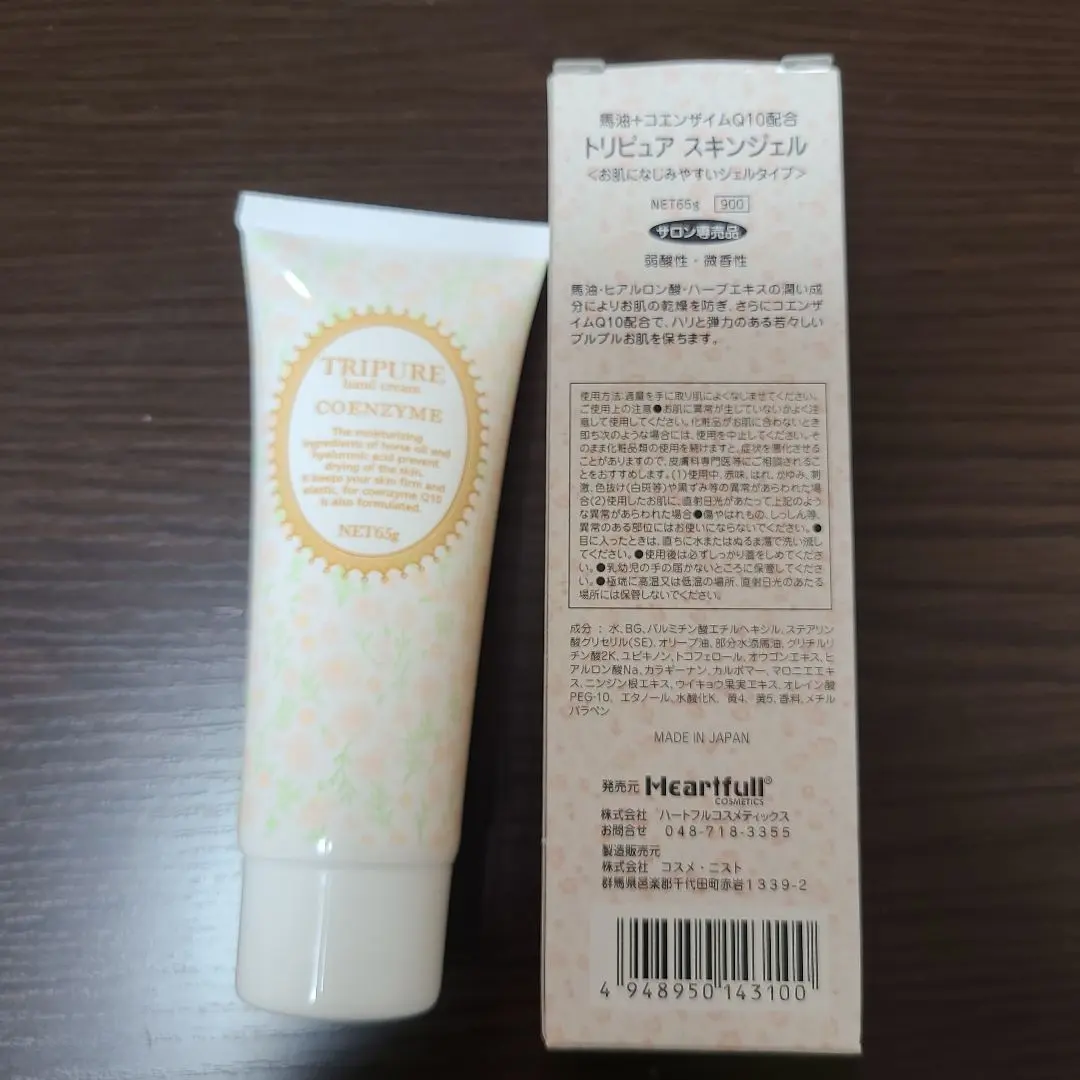 TRIPURE
hand cream
COENZYME
The moisturizing
ingredients of horse oil and
hyaluronic acid prevent
drying of the skin.
It keeps your skin firm and
elastic, for coenzyme Q10
is also formulated.
NET65g
馬油+コエンザイムQ10配合
トリピュア スキンジェル
<お肌になじみやすいジェルタイプ>
NET65g 900
サロン専売品
弱酸性・微香性
馬油・ヒアルロン酸・ハーブエキスの潤い成
分によりお肌の乾燥を防ぎ、さらにコエンザ
イムQ10配合で、ハリと弾力のある若々しい
プルプルお肌を保ちます。
使用方法:適量を手に取り肌によくなじませてください。
ご使用上の注意●お肌に異常が生じていないかよく注
意して使用してください。化粧品がお肌に合わないとき
即ち次のような場合には、使用を中止してください。そ
のまま化粧品類の使用を続けますと、症状を悪化させる
ことがありますので、皮膚科専門医等にご相談されるこ
とをおすすめします。(1)使用中、赤味、はれ、かゆみ、刺
激、色抜け(白斑等)や黒ずみ等の異常があらわれた場
合(2)使用したお肌に、直射日光があたって上記のよう
な異常があらわれた場合●傷やはれもの、しっしん等、
異常のある部位にはお使いにならないでください。●
目に入ったときは、直ちに水またはぬるま湯で洗い流し
てください。●使用後は必ずしっかり蓋をしめてくださ
い。●乳幼児の手の届かないところに保管してくださ
い。●極端に高温又は低温の場所、直射日光のあたる
場所には保管しないでください。
成分:水、BG、パルミチン酸エチルヘキシル、ステアリン
酸グリセリル(SE)、オリーブ油、部分水添馬油、グリチルリ
チン酸2K、ユビキノン、トコフェロール、オウゴンエキス、ヒ
アルロン酸Na、カラギーナン、カルボマー、マロニエエキ
ス、ニンジン根エキス、ウイキョウ果実エキス、オレイン酸
PEG-10、エタノール、水酸化K、黄4、黄5、香料、メチル
パラベン
MADE IN JAPAN
発売元 Heartfull®
COSMETICS
株式会社 ハートフルコスメティックス
お問合せ 048-718-3355
製造販売元
株式会社 コスメ・ニスト
群馬県邑楽郡千代田町赤岩1339-2
4 948950 143100